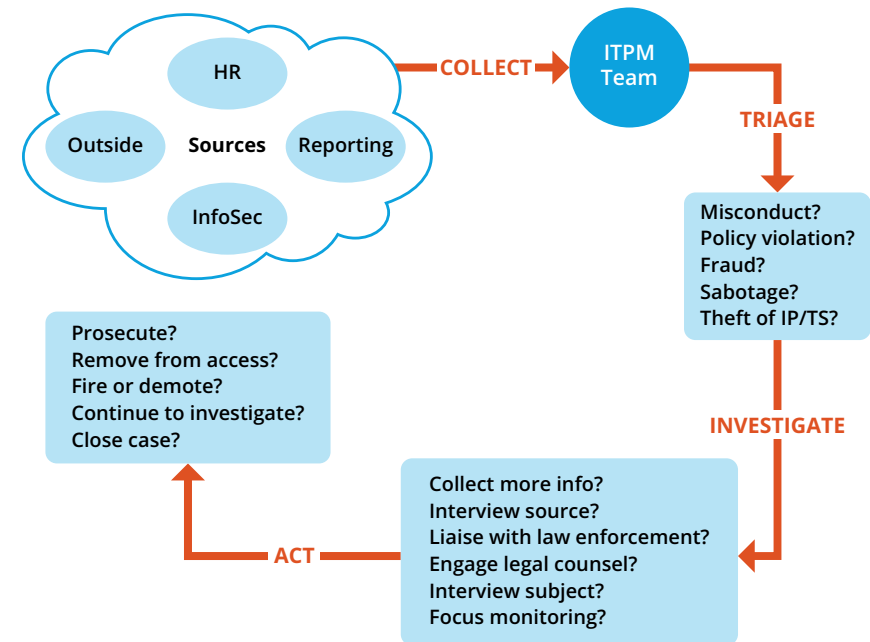 HR
Outside
Sources
Reporting
InfoSec
COLLECT
ITPM
Team
TRIAGE
Misconduct?
Policy violation?
Fraud?
Sabotage?
Theft of IP/TS?
INVESTIGATE
Collect more info?
Interview source?
Liaise with law enforcement?
Engage legal counsel?
Interview subject?
Focus monitoring?
ACT
Prosecute?
Remove from access?
Fire or demote?
Continue to investigate?
Close case?